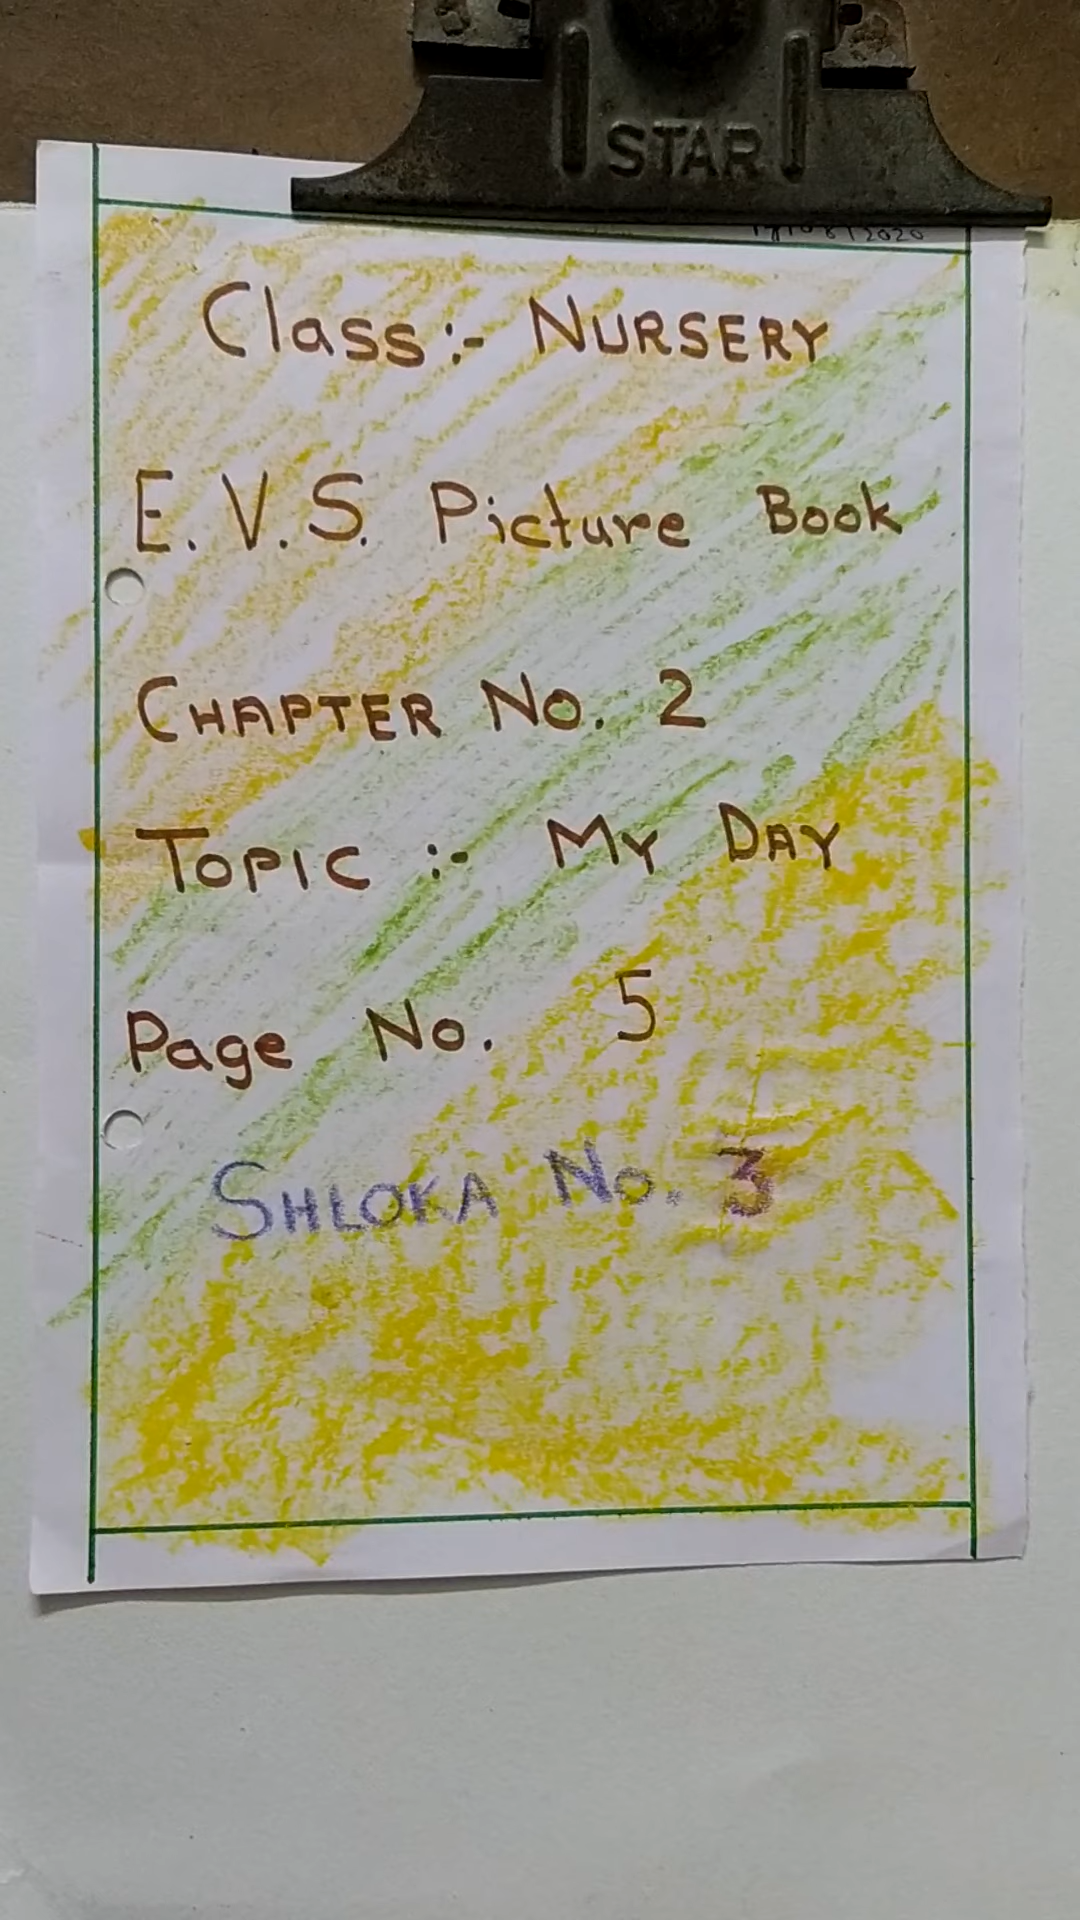 STAR
Class:- NURSERY
E.V.S. Picture Book
CHAPTER No. 2
TOPIC :- MY DAY
Page No. 5
SHLOKA No. 3